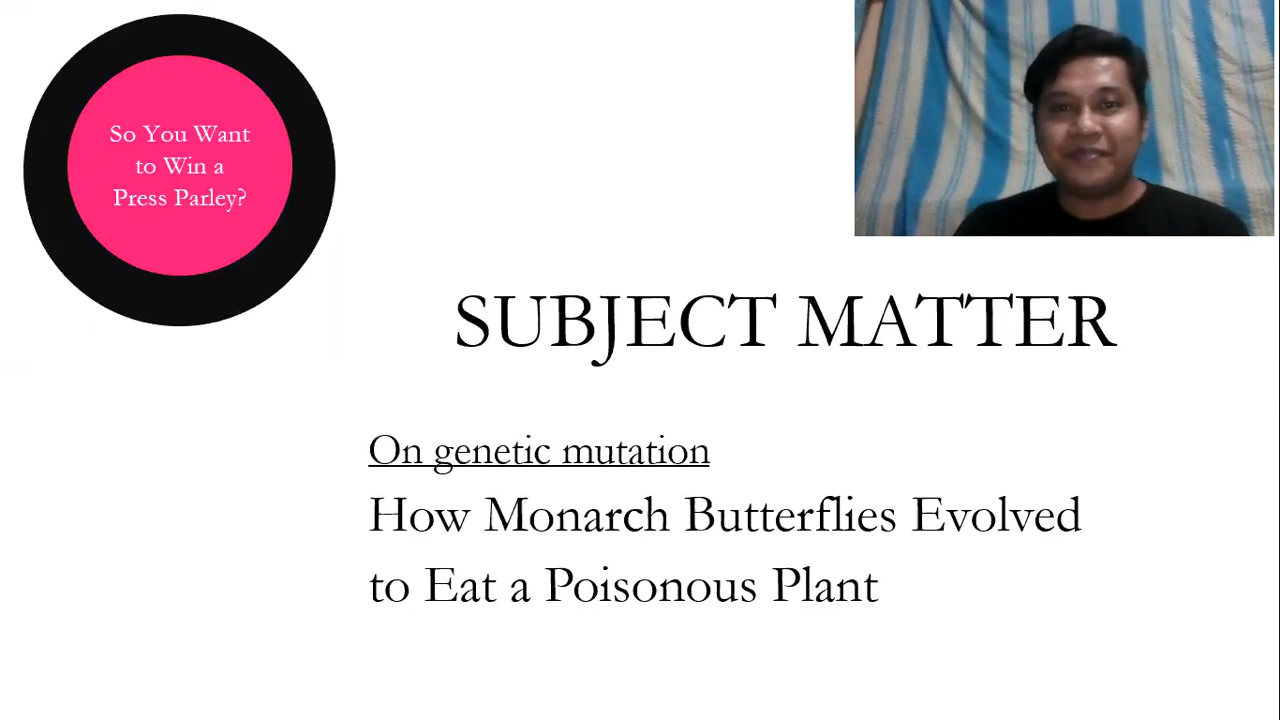 So You Want
to Win a
Press Parley?
SUBJECT MATTER
On genetic mutation
How Monarch Butterflies Evolved
to Eat a Poisonous Plant